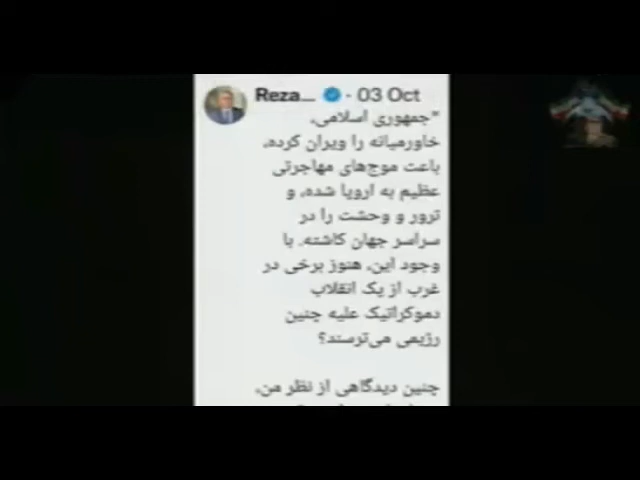 Reza... · 03 Oct
"جمهوری اسلامی،
خاورمیانه را ویران کرده،
باعث موج‌های مهاجرتی
عظیم به اروپا شده، و
ترور و وحشت را در
سراسر جهان کاشته. با
وجود این، هنوز برخی در
غرب از یک انقلاب
دموکراتیک علیه چنین
رژیمی می‌ترسند؟
چنین دیدگاهی از نظر من،